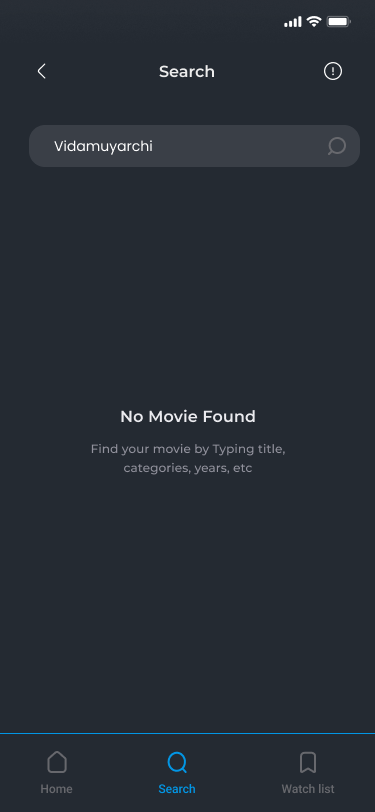 Search
Vidamuyarchi
No Movie Found
Find your movie by Typing title,
categories, years, etc
Home
Search
Watch list